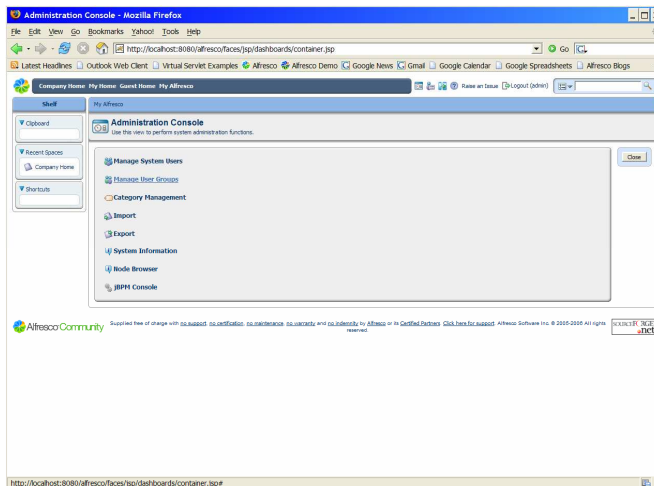 Administration Console - Mozilla Firefox
File Edit View Go Bookmarks Yahoo! Tools Help
http://localhost:8080/alfresco/faces/jsp/dashboards/container.jsp Go
Latest Headlines Outlook Web Client Virtual Servlet Examples Alfresco Alfresco Demo Google News Gmail Google Calendar Google Spreadsheets Alfresco Blogs
Company Home My Home Guest Home My Alfresco Raise an Issue Logout (admin)
Shelf
My Alfresco
Clipboard
Recent Spaces
Company Home
Shortcuts
Administration Console
Use this view to perform system administration functions.
Close
Manage System Users
Manage User Groups
Category Management
Import
Export
System Information
Node Browser
jBPM Console
Alfresco Community
Supplied free of charge with no support, no certification, no maintenance, no warranty and no indemnity by Alfresco or its Certified Partners. Click here for support. Alfresco Software Inc. © 2005-2006 All rights
reserved.
SOURCEFORGE
.net
http://localhost:8080/alfresco/faces/jsp/dashboards/container.jsp#